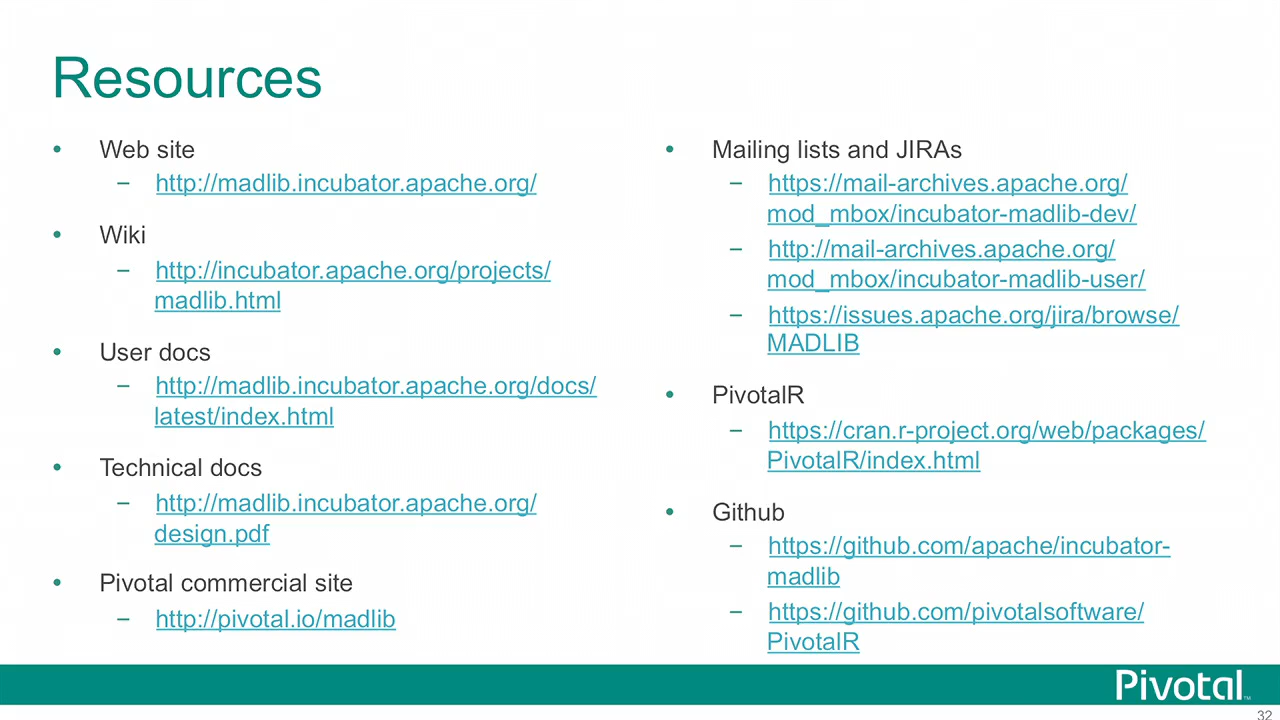 Resources
• Web site
– http://madlib.incubator.apache.org/
• Wiki
– http://incubator.apache.org/projects/
madlib.html
• User docs
– http://madlib.incubator.apache.org/docs/
latest/index.html
• Technical docs
– http://madlib.incubator.apache.org/
design.pdf
• Pivotal commercial site
– http://pivotal.io/madlib
• Mailing lists and JIRAs
– https://mail-archives.apache.org/
mod_mbox/incubator-madlib-dev/
– http://mail-archives.apache.org/
mod_mbox/incubator-madlib-user/
– https://issues.apache.org/jira/browse/
MADLIB
• PivotalR
– https://cran.r-project.org/web/packages/
PivotalR/index.html
• Github
– https://github.com/apache/incubator-
madlib
– https://github.com/pivotalsoftware/
PivotalR
Pivotal™
32